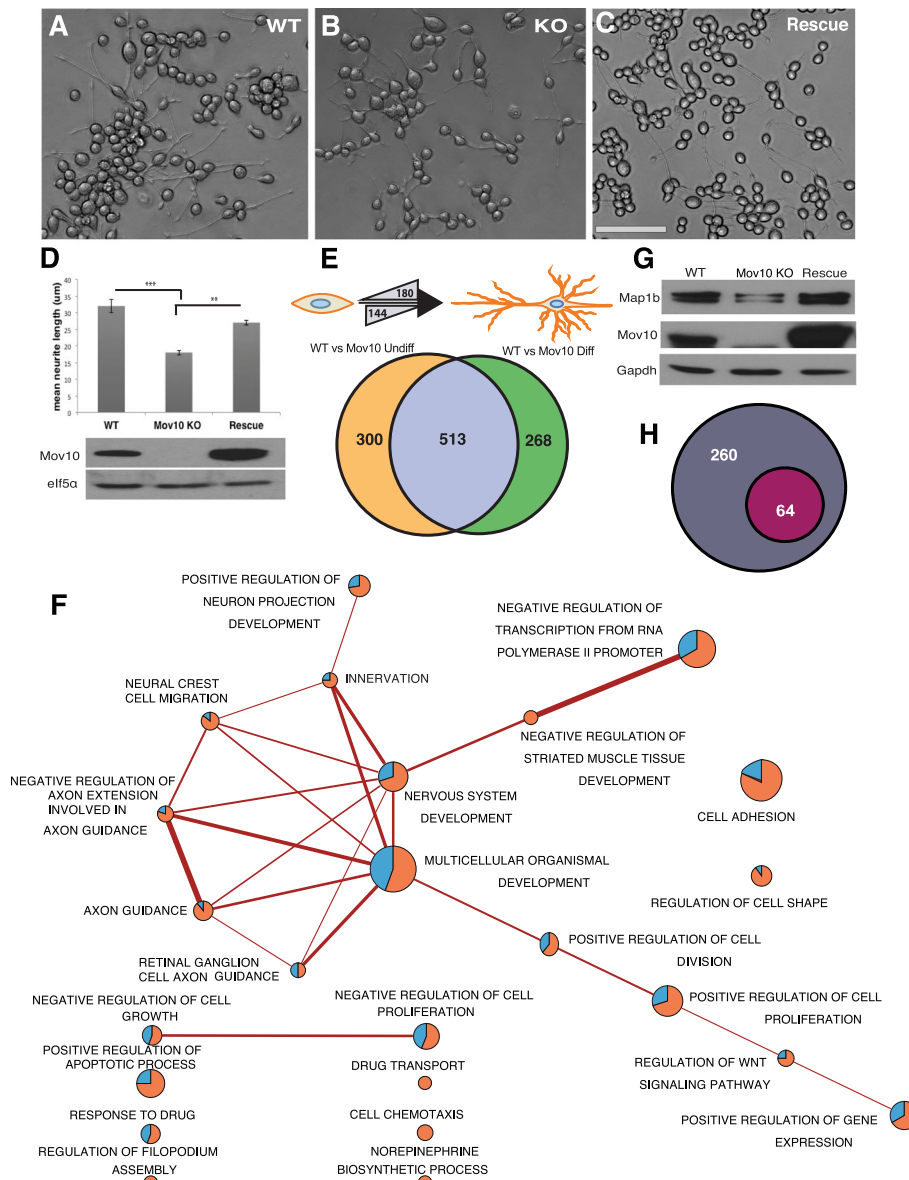 A
WT
B
KO
C
Rescue
D
mean neurite length (um)
40
35
30
25
20
15
10
5
0
***
**
WT
Mov10 KO
Rescue
Mov10
eIf5α
E
180
144
WT vs Mov10 Undiff
WT vs Mov10 Diff
300
513
268
G
WT
Mov10 KO
Rescue
Map1b
Mov10
Gapdh
H
260
64
F
POSITIVE REGULATION OF
NEURON PROJECTION
DEVELOPMENT
NEGATIVE REGULATION OF
TRANSCRIPTION FROM RNA
POLYMERASE II PROMOTER
INNERVATION
NEURAL CREST
CELL MIGRATION
NEGATIVE REGULATION OF
STRIATED MUSCLE TISSUE
DEVELOPMENT
NEGATIVE REGULATION OF
AXON EXTENSION
INVOLVED IN
AXON GUIDANCE
NERVOUS SYSTEM
DEVELOPMENT
CELL ADHESION
MULTICELLULAR ORGANISMAL
DEVELOPMENT
REGULATION OF CELL SHAPE
AXON GUIDANCE
RETINAL GANGLION
CELL AXON GUIDANCE
POSITIVE REGULATION OF CELL
DIVISION
NEGATIVE REGULATION OF CELL
GROWTH
NEGATIVE REGULATION OF CELL
PROLIFERATION
POSITIVE REGULATION OF CELL
PROLIFERATION
POSITIVE REGULATION OF
APOPTOTIC PROCESS
DRUG TRANSPORT
REGULATION OF WNT
SIGNALING PATHWAY
RESPONSE TO DRUG
CELL CHEMOTAXIS
POSITIVE REGULATION OF GENE
EXPRESSION
REGULATION OF FILOPODIUM
ASSEMBLY
NOREPINEPHRINE
BIOSYNTHETIC PROCESS